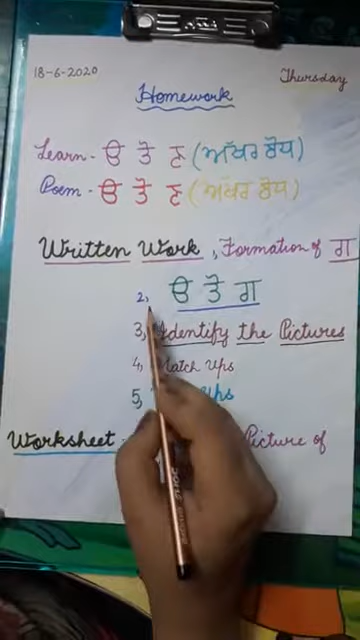 18-6-2020 Thursday
Homework
Learn - ੳ ਤੋ ਣ (ਅੱਖਰ ਬੋਧ)
Poem - ੳ ਤੋ ਣ (ਅੱਖਰ ਬੋਧ)
Written Work, Formation of ਗ
2, ੳ ਤੋ ਗ
3, Identify the Pictures
4, Match Ups
5, Ups
Worksheet - Picture of